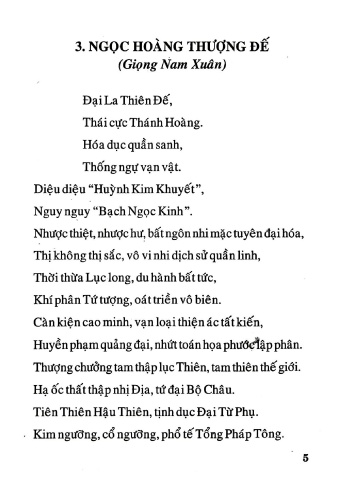 3. NGỌC HOÀNG THƯỢNG ĐẾ
(Giọng Nam Xuân)
Đại La Thiên Đế,
Thái cực Thánh Hoàng.
Hóa dục quần sanh,
Thống ngự vạn vật.
Diệu diệu “Huỳnh Kim Khuyết”,
Nguy nguy “Bạch Ngọc Kinh”.
Nhược thiệt, nhược hư, bất ngôn nhi mặc tuyên đại hóa,
Thị không thị sắc, vô vi nhi dịch sử quần linh,
Thời thừa Lục long, du hành bất tức,
Khí phân Tứ tượng, oát triền vô biên.
Càn kiện cao minh, vạn loại thiện ác tất kiến,
Huyền phạm quảng đại, nhứt toán họa phước lập phân.
Thượng chưởng tam thập lục Thiên, tam thiên thế giới.
Hạ ốc thất thập nhị Địa, tứ đại Bộ Châu.
Tiên Thiên Hậu Thiên, tịnh dục Đại Từ Phụ.
Kim ngưỡng, cổ ngưỡng, phổ tế Tổng Pháp Tông.
5